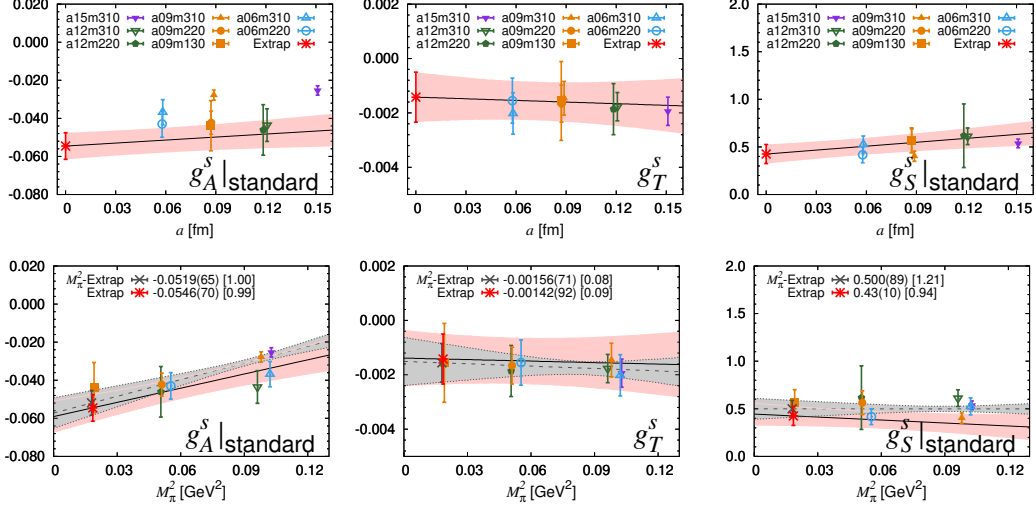 a15m310 a09m310 a06m310
a12m310 a09m220 a06m220
a12m220 a09m130 Extrap
0.020
0.000
-0.020
-0.040
-0.060
-0.080
0 0.03 0.06 0.09 0.12 0.15
a [fm]
g_A^s|standard
a15m310 a09m310 a06m310
a12m310 a09m220 a06m220
a12m220 a09m130 Extrap
0.002
0.000
-0.002
-0.004
0 0.03 0.06 0.09 0.12 0.15
a [fm]
g_T^s
a15m310 a09m310 a06m310
a12m310 a09m220 a06m220
a12m220 a09m130 Extrap
2.0
1.5
1.0
0.5
0.0
0 0.03 0.06 0.09 0.12 0.15
a [fm]
g_S^s|standard
M_π^2-Extrap -0.0519(65) [1.00]
Extrap -0.0546(70) [0.99]
0.020
0.000
-0.020
-0.040
-0.060
-0.080
0 0.03 0.06 0.09 0.12
M_π^2 [GeV^2]
g_A^s|standard
M_π^2-Extrap -0.00156(71) [0.08]
Extrap -0.00142(92) [0.09]
0.002
0.000
-0.002
-0.004
0 0.03 0.06 0.09 0.12
M_π^2 [GeV^2]
g_T^s
M_π^2-Extrap 0.500(89) [1.21]
Extrap 0.43(10) [0.94]
2.0
1.5
1.0
0.5
0.0
0 0.03 0.06 0.09 0.12
M_π^2 [GeV^2]
g_S^s|standard